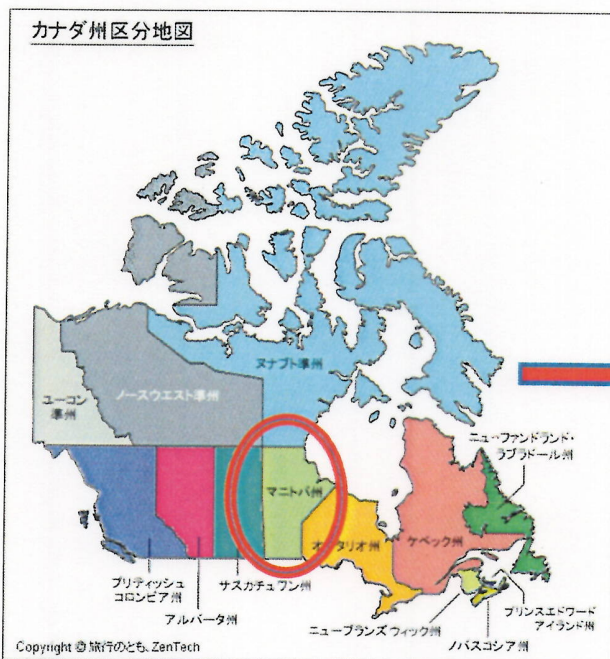 カナダ州区分地図
ヌナブト準州
ユーコン
準州
ノースウエスト準州
ニューファンドランド・
ラブラドール州
マニトバ州
オンタリオ州
ケベック州
ブリティッシュ
コロンビア州
サスカチュワン州
アルバータ州
プリンスエドワード
アイランド州
ニューブランズウィック州
ノバスコシア州
Copyright © 旅行のとも、ZenTech